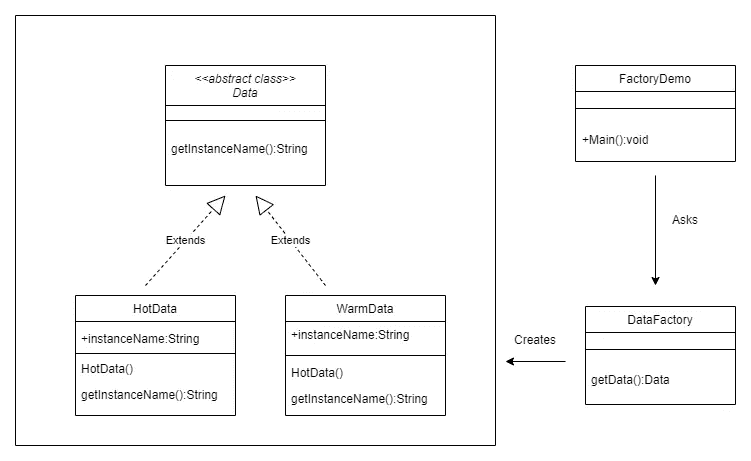 <<abstract class>>
Data
getInstanceName():String
Extends
Extends
HotData
+instanceName:String
HotData()
getInstanceName():String
WarmData
+instanceName:String
HotData()
getInstanceName():String
FactoryDemo
+Main():void
Asks
DataFactory
getData():Data
Creates